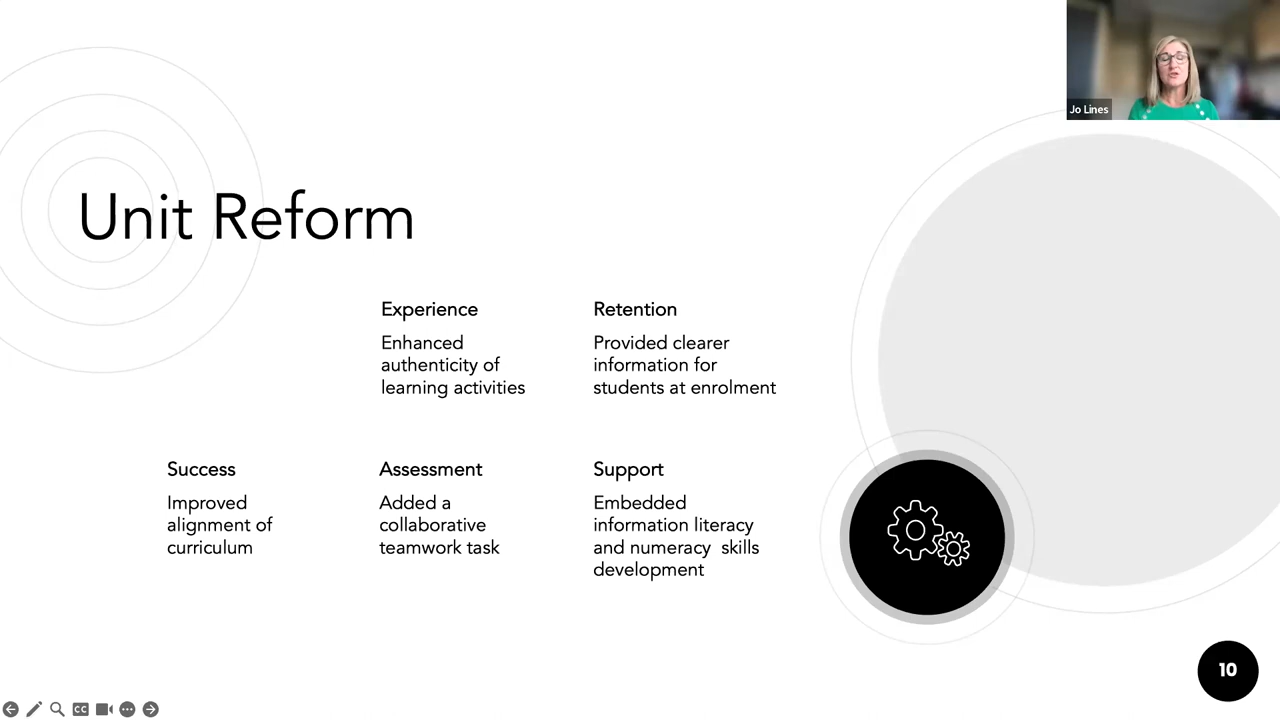 Jo Lines
Unit Reform
Experience
Enhanced
authenticity of
learning activities
Retention
Provided clearer
information for
students at enrolment
Success
Improved
alignment of
curriculum
Assessment
Added a
collaborative
teamwork task
Support
Embedded
information literacy
and numeracy  skills
development
10
CC